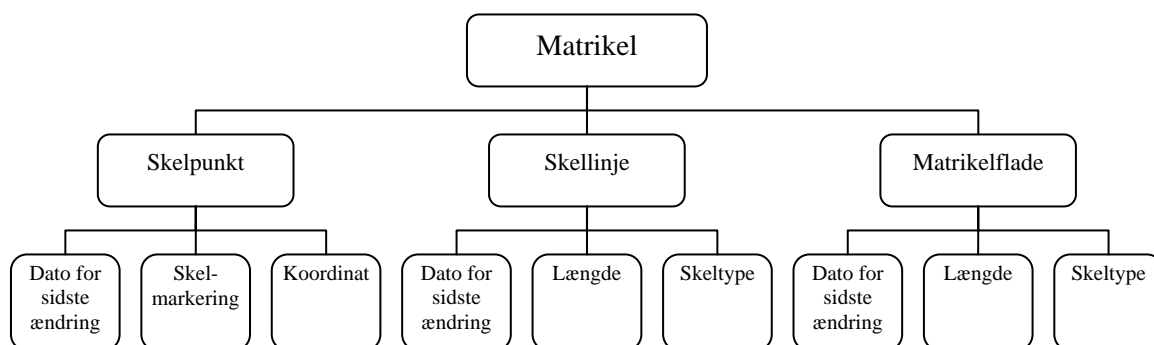 Matrikel
Skelpunkt
Skellinje
Matrikelflade
Dato for
sidste
ændring
Skel-
markering
Koordinat
Dato for
sidste
ændring
Længde
Skeltype
Dato for
sidste
ændring
Længde
Skeltype